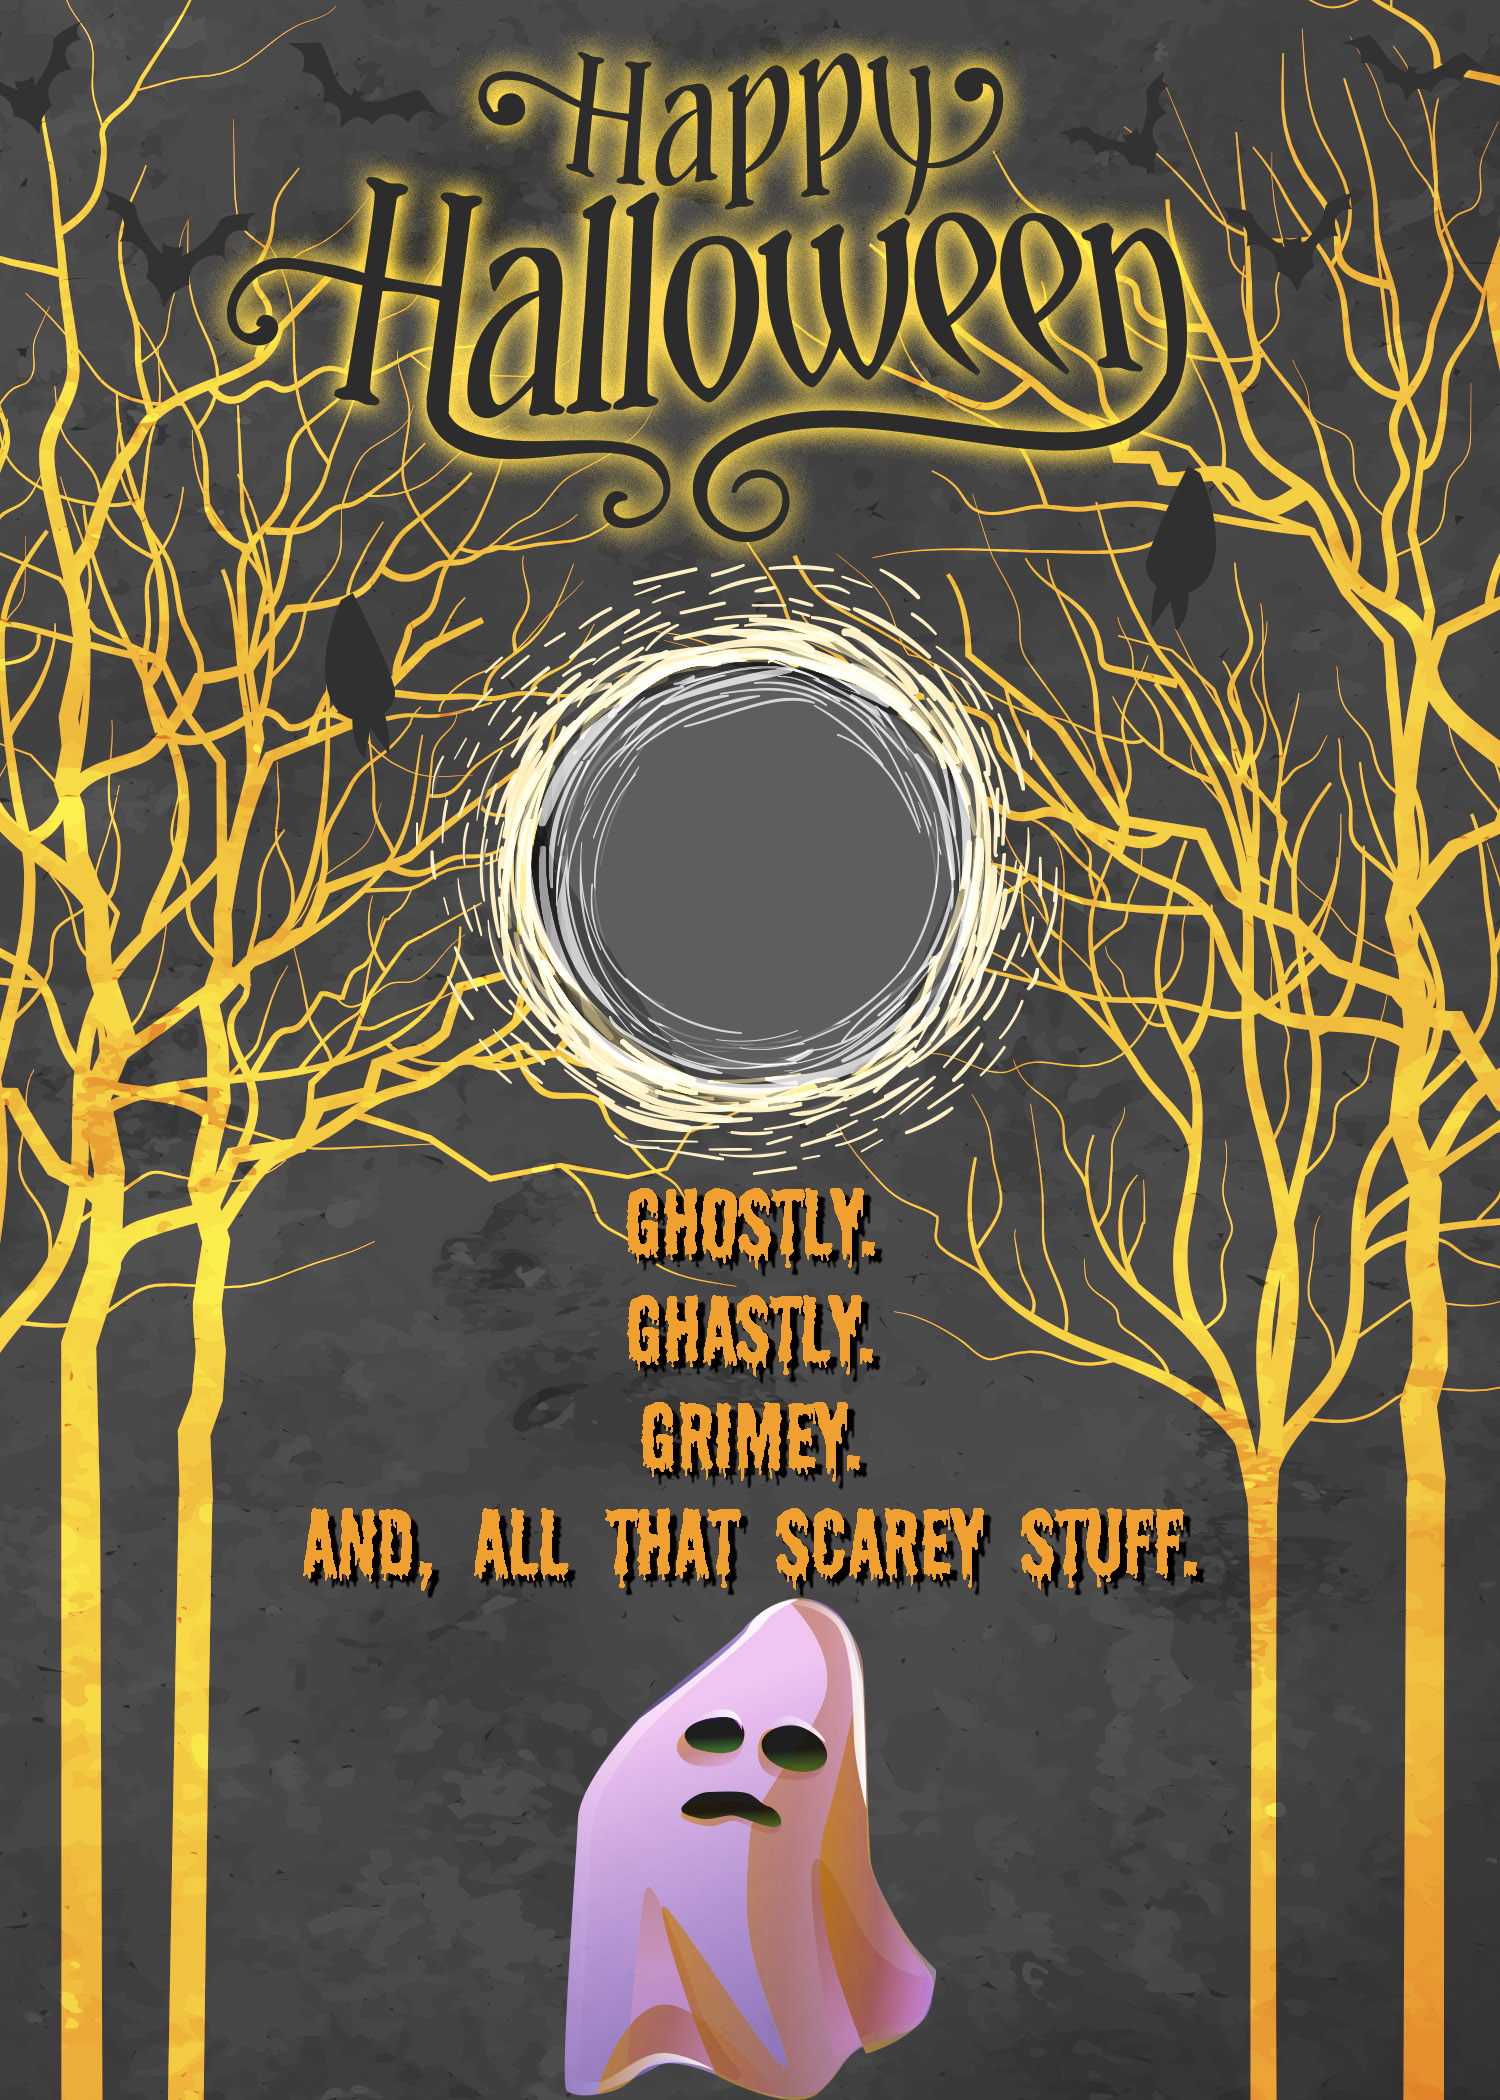 Happy
Halloween
GHOSTLY.
GHASTLY.
GRIMEY.
AND, ALL THAT SCAREY STUFF.